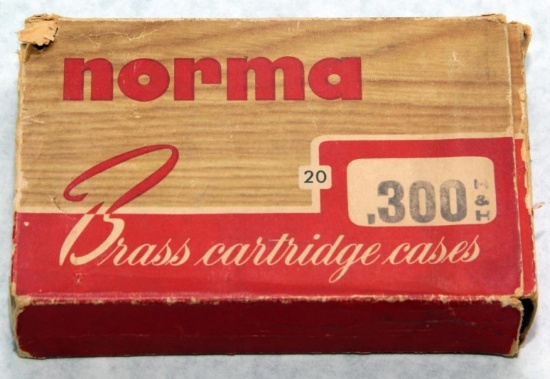 norma
20
.300 H&H
Brass cartridge cases